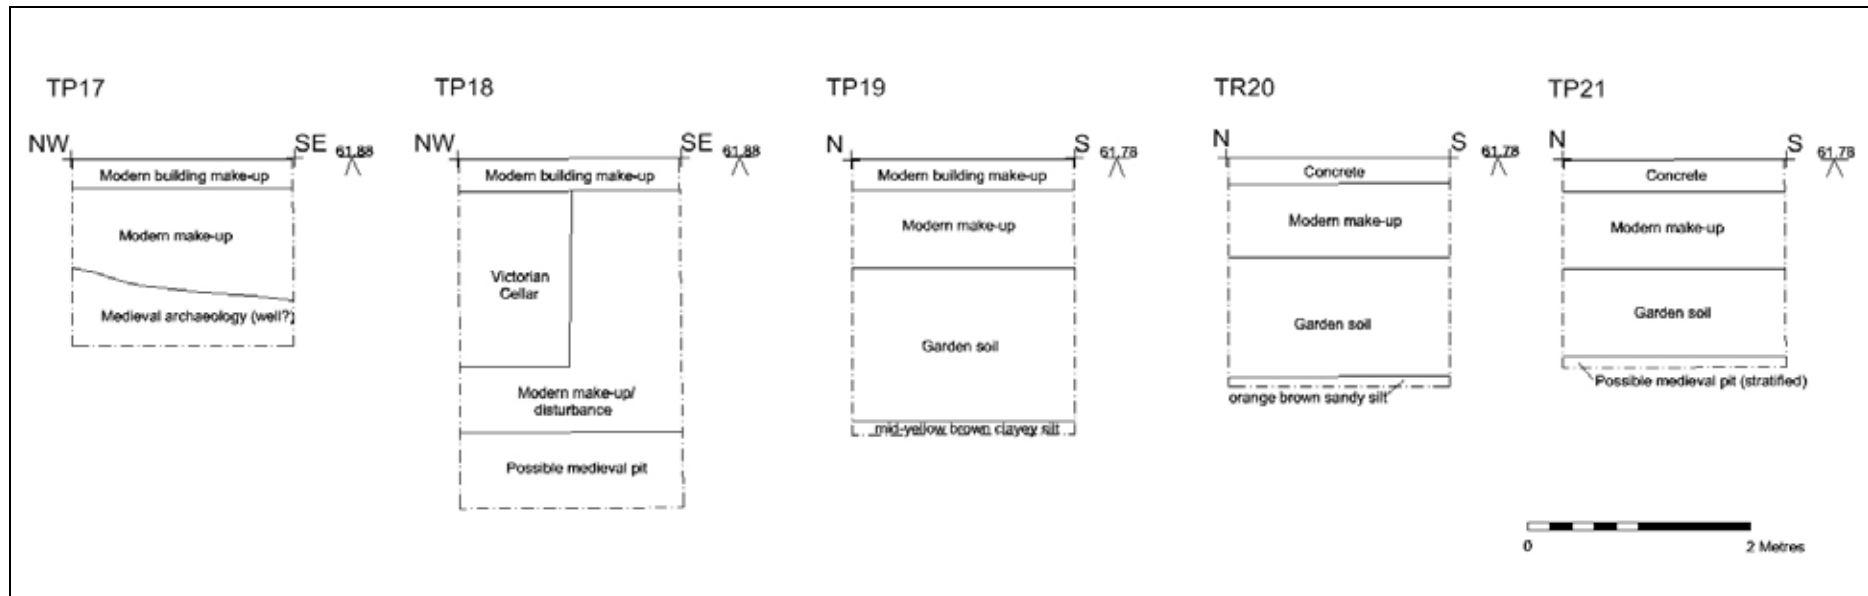 TP17
NW
SE
61.88
Modern building make-up
Modern make-up
Medieval archaeology (well?)
TP18
NW
SE
61.88
Modern building make-up
Victorian
Cellar
Modern make-up/
disturbance
Possible medieval pit
TP19
N
S
61.78
Modern building make-up
Modern make-up
Garden soil
mid-yellow brown clayey silt
TR20
N
S
61.78
Concrete
Modern make-up
Garden soil
orange brown sandy silt
TP21
N
S
61.78
Concrete
Modern make-up
Garden soil
Possible medieval pit (stratified)
0
2 Metres